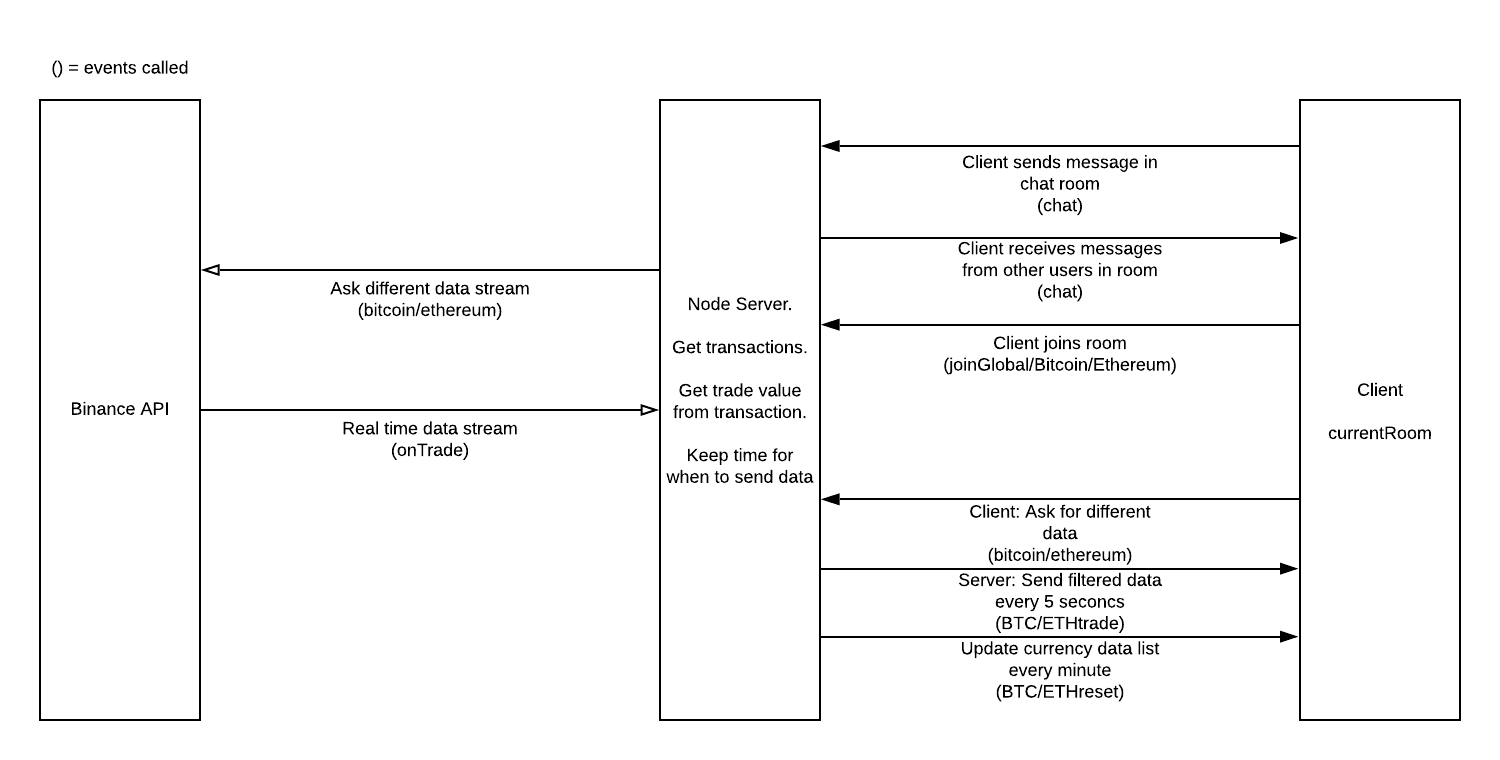 () = events called
Binance API
Ask different data stream
(bitcoin/ethereum)
Real time data stream
(onTrade)
Node Server.
Get transactions.
Get trade value
from transaction.
Keep time for
when to send data
Client sends message in
chat room
(chat)
Client receives messages
from other users in room
(chat)
Client joins room
(joinGlobal/Bitcoin/Ethereum)
Client: Ask for different
data
(bitcoin/ethereum)
Server: Send filtered data
every 5 seconcs
(BTC/ETHtrade)
Update currency data list
every minute
(BTC/ETHreset)
Client
currentRoom